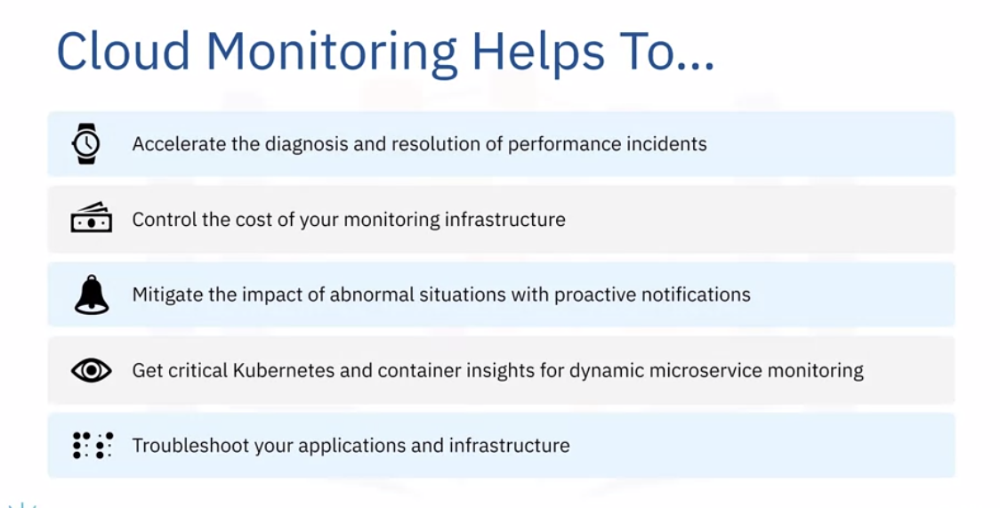 Cloud Monitoring Helps To...
Accelerate the diagnosis and resolution of performance incidents
Control the cost of your monitoring infrastructure
Mitigate the impact of abnormal situations with proactive notifications
Get critical Kubernetes and container insights for dynamic microservice monitoring
Troubleshoot your applications and infrastructure